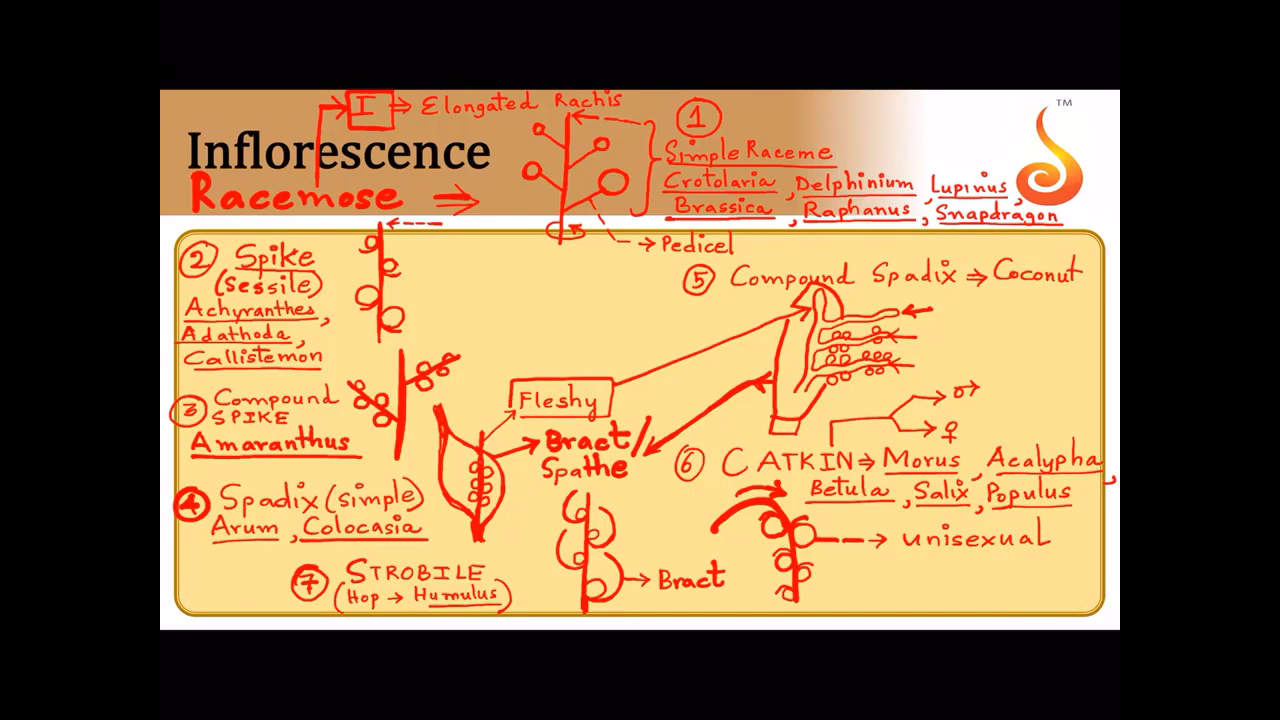 I ⇒ Elongated Rachis
Inflorescence
Racemose ⇒
TM
1
Simple Raceme
Crotolaria, Delphinium, Lupinus,
Brassica, Raphanus, Snapdragon
→ Pedicel
2 Spike
(Sessile)
Achyranthes,
Adathoda,
Callistemon
3 Compound
SPIKE
Amaranthus
4 Spadix (simple)
Arum, Colocasia
Fleshy
Bract/
Spathe
5 Compound Spadix ⇒ Coconut
♂
♀
6 CATKIN ⇒ Morus, Acalypha,
Betula, Salix, Populus
→ unisexual
7 STROBILE
(Hop → Humulus)
→ Bract